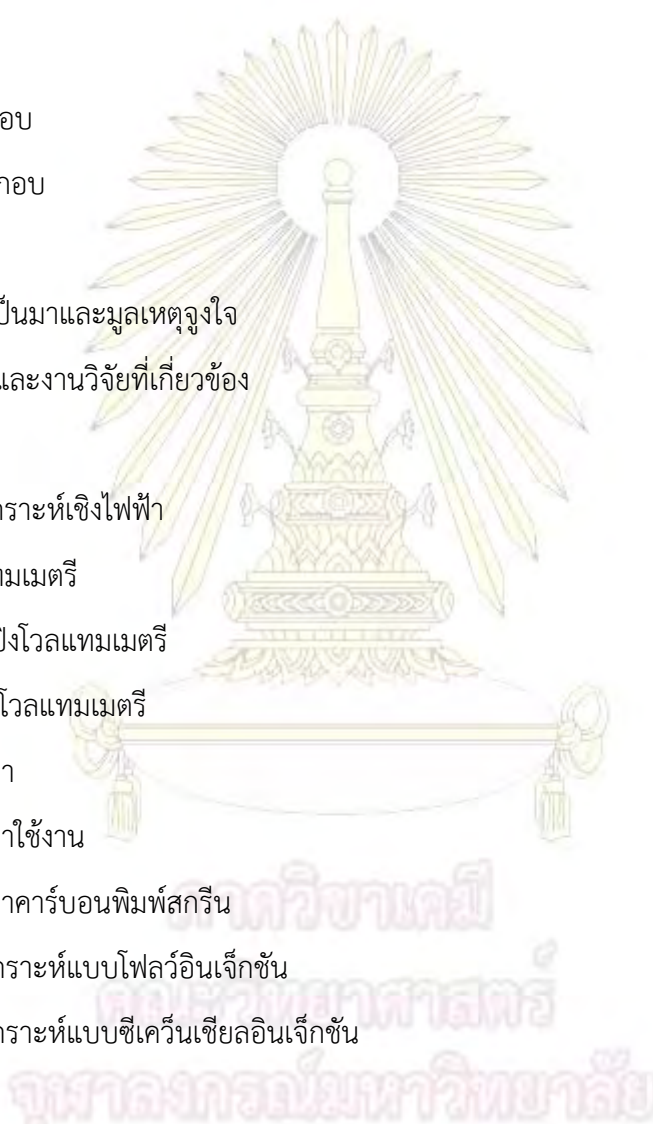 อบ
กอบ
ป็นมาและมูลเหตุจูงใจ
และงานวิจัยที่เกี่ยวข้อง
คราะห์เชิงไฟฟ้า
ทมเมตรี
ปิงโวลแทมเมตรี
โวลแทมเมตรี
า
าใช้งาน
าคาร์บอนพิมพ์สกรีน
คราะห์แบบโฟลว์อินเจ็กชัน
คราะห์แบบซีเคว็นเชียลอินเจ็กชัน
ภาควิชาเคมี
คณะวิทยาศาสตร์
จุฬาลงกรณ์มหาวิทยาลัย